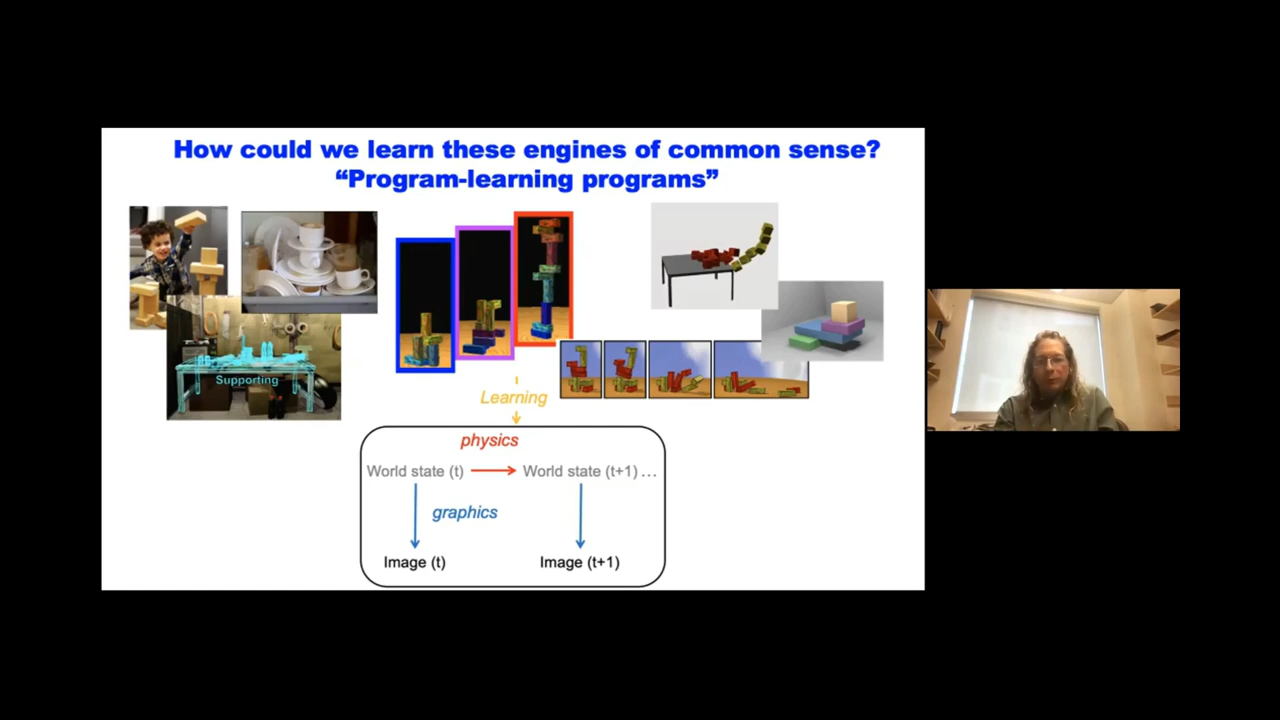 How could we learn these engines of common sense?
“Program-learning programs”
Supporting
Learning
physics
World state (t) World state (t+1) ...
graphics
Image (t) Image (t+1)